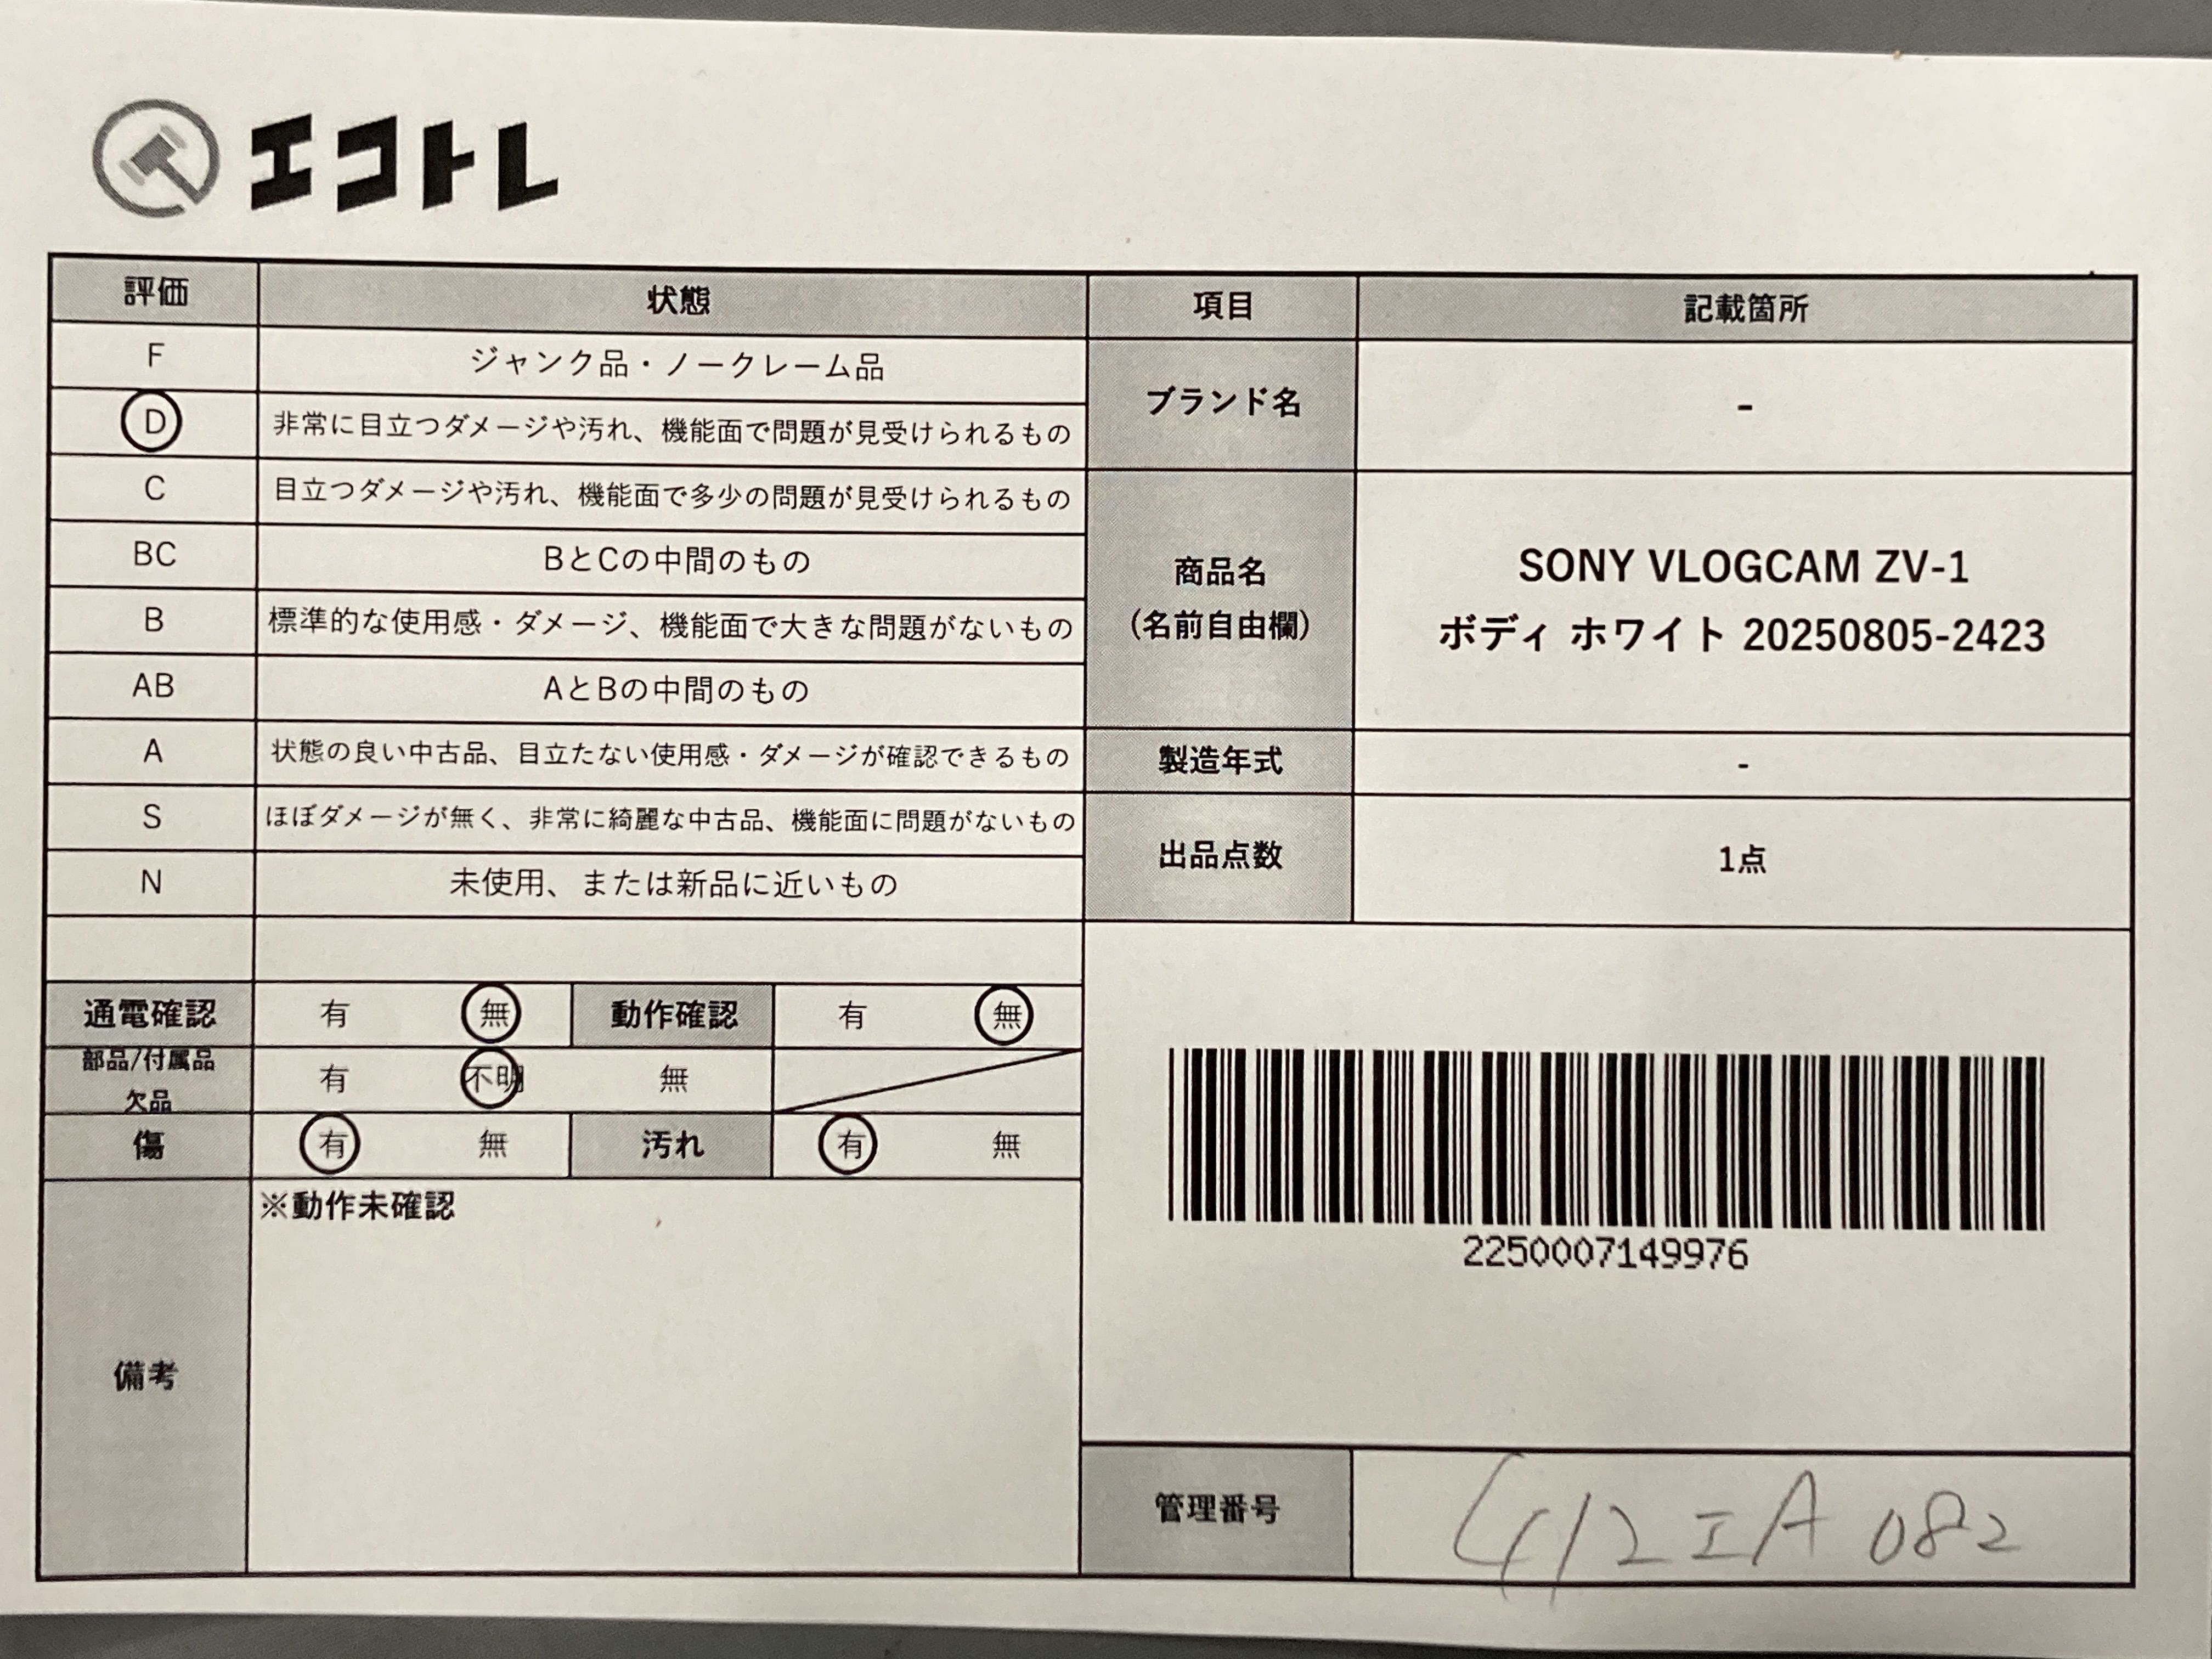 エコトレ
評価 状態 項目 記載箇所
F ジャンク品・ノークレーム品
D 非常に目立つダメージや汚れ、機能面で問題が見受けられるもの
ブランド名 -
C 目立つダメージや汚れ、機能面で多少の問題が見受けられるもの
BC BとCの中間のもの
B 標準的な使用感・ダメージ、機能面で大きな問題がないもの
AB AとBの中間のもの
商品名
(名前自由欄)
SONY VLOGCAM ZV-1
ボディ ホワイト 20250805-2423
A 状態の良い中古品、目立たない使用感・ダメージが確認できるもの
製造年式 -
S ほぼダメージが無く、非常に綺麗な中古品、機能面に問題がないもの
N 未使用、または新品に近いもの
出品点数 1点
通電確認 有 無 動作確認 有 無
部品/付属品
欠品
有 不明 無
傷 有 無 汚れ 有 無
備考
※動作未確認
2250007149976
管理番号 412エA 082